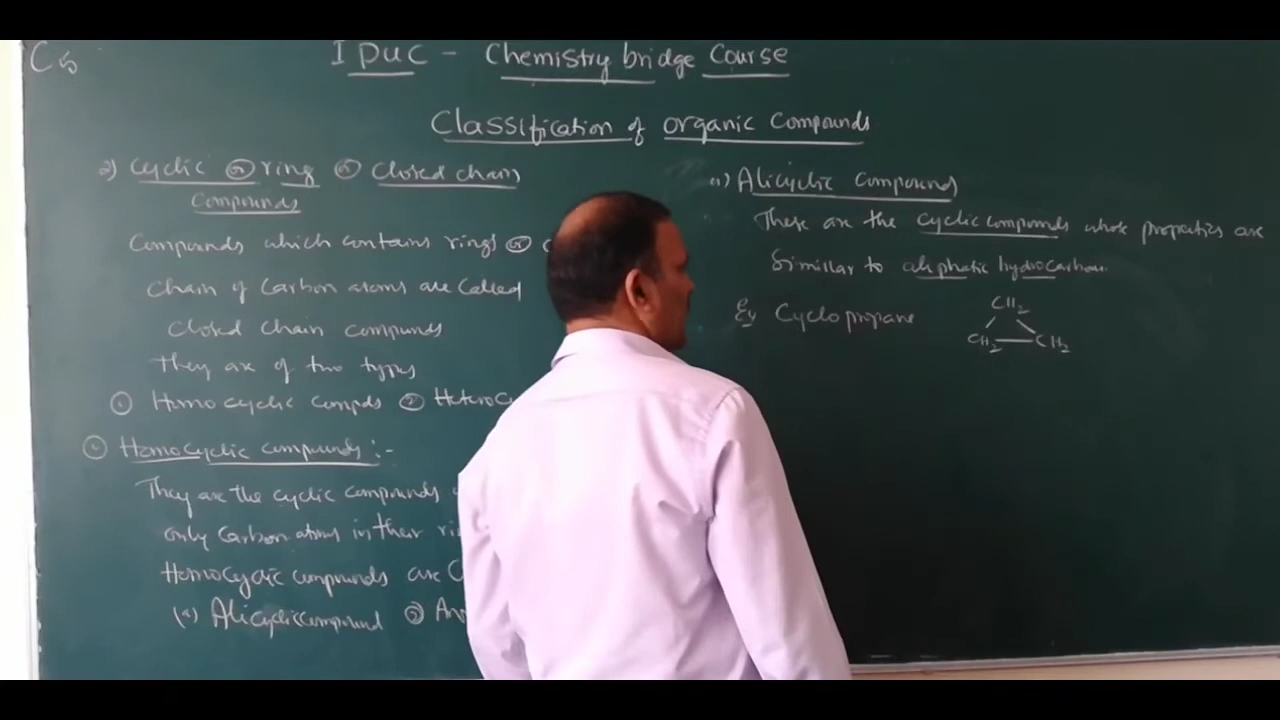 C5
I PUC - Chemistry bridge Course
Classification of organic Compounds
2) Cyclic or ring or Closed chain
Compounds
Compounds which contains rings or
chain of Carbon atoms are called
closed chain compounds
They are of two types
① Homocyclic compds ② Heterocy
① Homocyclic compounds :-
They are the cyclic compounds
only Carbon atoms in their
Homocyclic compounds are
(a) Alicyclic compound ②
(a) Alicyclic Compounds
These are the cyclic compounds whose properties are
Similar to aliphatic hydrocarbon.
Ex Cyclopropane
CH2
CH2 CH2